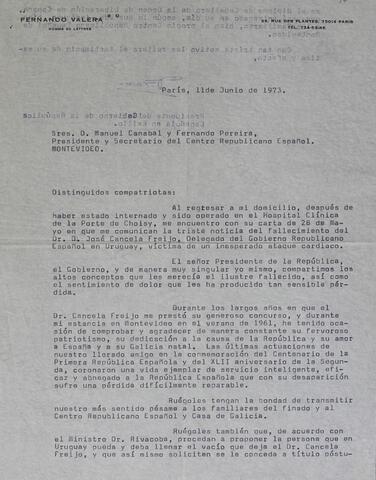 FERNANDO VALERA
HOMME DE LETTRES
TEL. 734-
París, 11de Junio de 1973.
Sres. D. Manuel Canabal y Fernando Pereira,
Presidente y Secretario del Centro Republicano Español.
MONTEVIDEO.
Distinguidos compatriotas:
Al regresar a mi domicilio, después de
haber estado internado y sido operado en el Hospital Clínica
de la Porte de Choisy, me encuentro con su carta de 28 de Ma-
yo en que me comunican la triste noticia del fallecimiento del
Dr. D. José Cancela Freijo, Delegado del Gobierno Republicano
Español en Uruguay, víctima de un inesperado ataque cardíaco.
El señor Presidente de la República,
el Gobierno, y de manera muy singular yo mismo, compartimos los
altos conceptos que les merecía el ilustre fallecido, así como
el sentimiento de dolor que les ha producido tan sensible pér-
dida.
Durante los largos años en que el
Dr. Cancela Freijo me prestó su generoso concurso, y durante
mi estancia en Montevideo en el verano de 1961, he tenido oca-
sión de comprobar y agradecer de manera constante su fervoroso
patriotismo, su dedicación a la causa de la República y su amor
a España y a su Galicia natal. Las últimas actuaciones de
nuestro llorado amigo en la conmemoración del Centenario de la
Primera República Española y del XLII aniversario de la Segun-
da, coronaron una vida ejemplar de servicio inteligente, efi-
caz y abnegado a la República Española que con su desaparición
sufre una pérdida difícilmente reparable.
Ruégoles tengan la bondad de transmitir
nuestro más sentido pésame a los familiares del finado y al
Centro Republicano Español y Casa de Galicia.
Ruégoles también que, de acuerdo con
el Ministro Dr. Rivacoba, procedan a proponer la persona que en
Uruguay pueda y deba llenar el vacío que deja el Dr. Cancela
Freijo, y que así mismo soliciten se le conceda a título póstu-